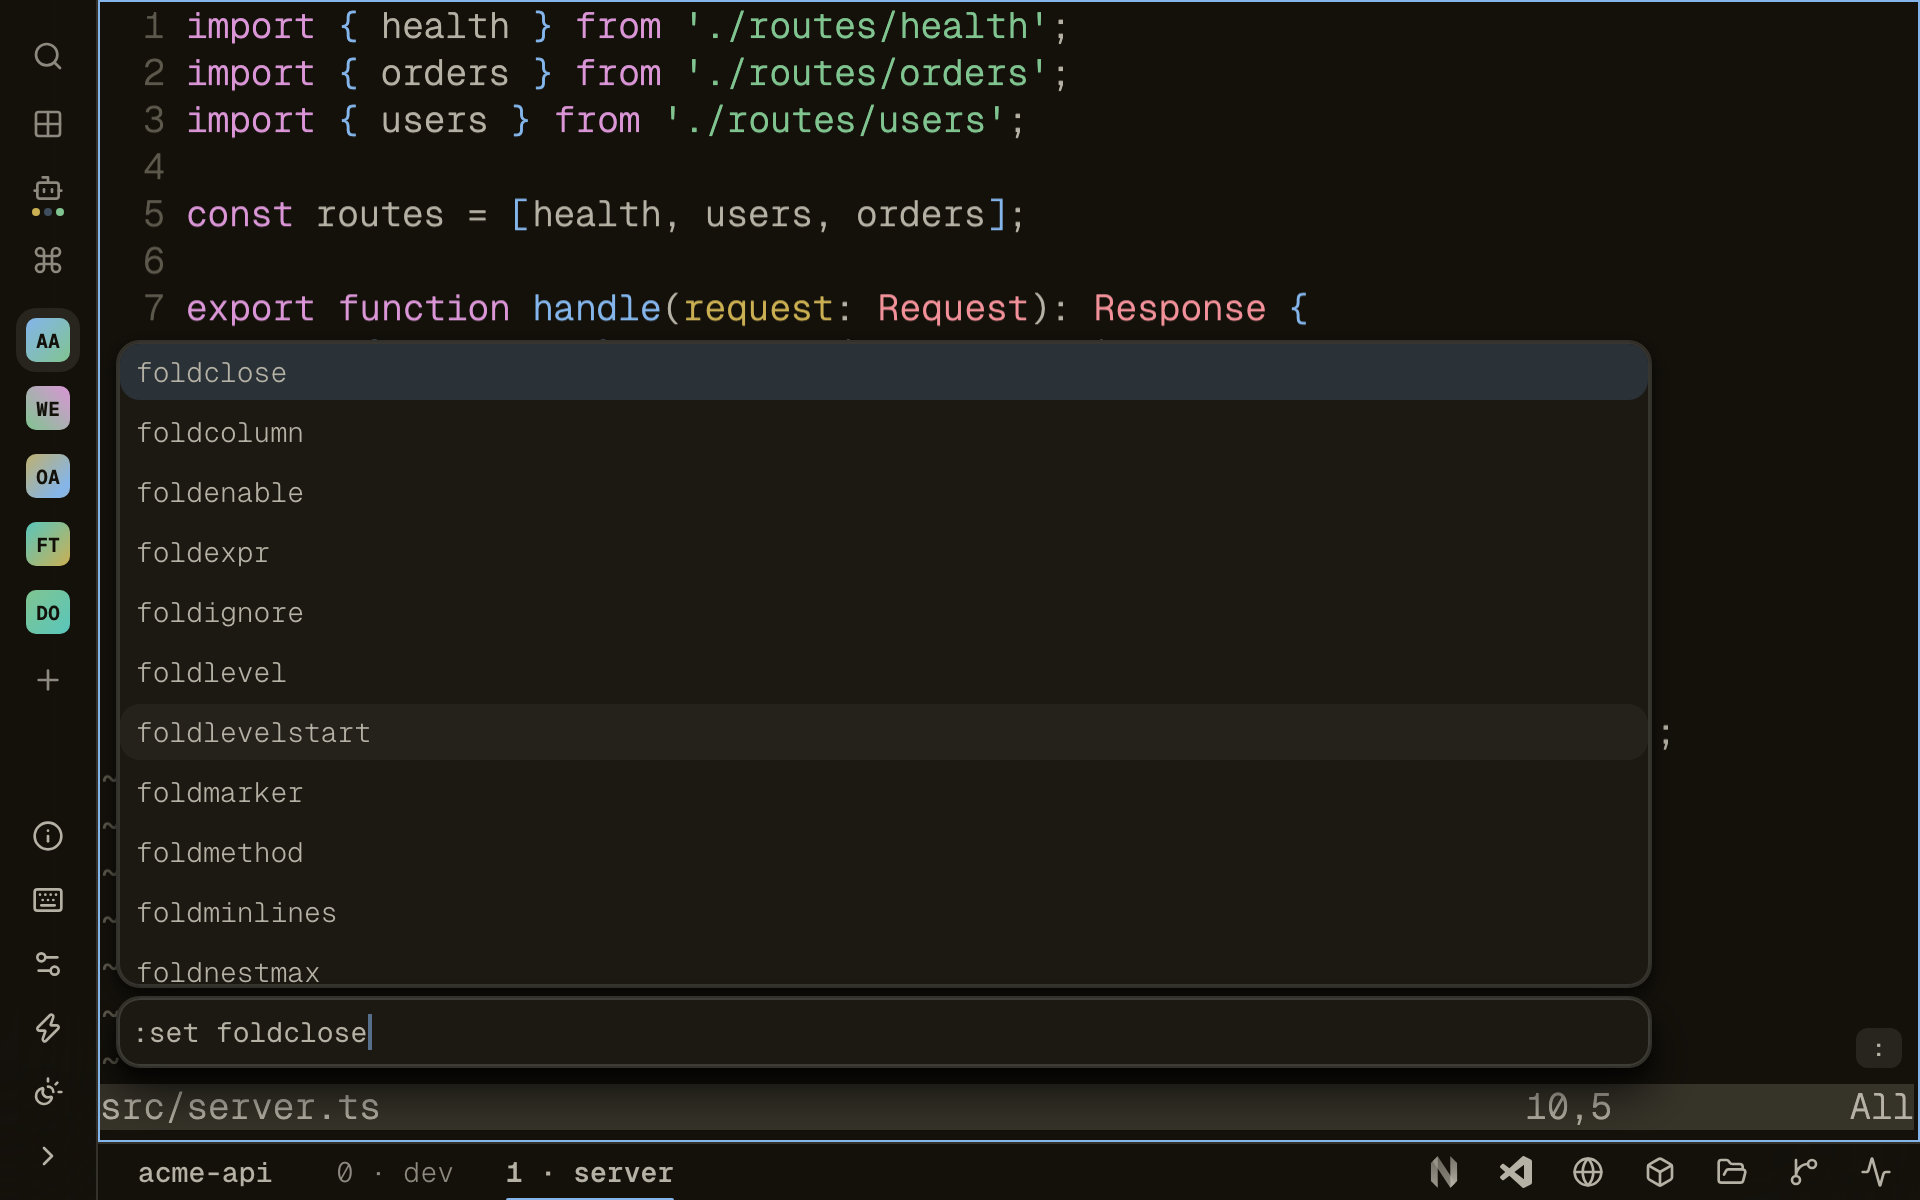 1 import { health } from './routes/health';
2 import { orders } from './routes/orders';
3 import { users } from './routes/users';
4
5 const routes = [health, users, orders];
6
7 export function handle(request: Request): Response {
AA
WE
OA
FT
DO
foldclose
foldcolumn
foldenable
foldexpr
foldignore
foldlevel
foldlevelstart
;
foldmarker
~
foldmethod
~
~
foldminlines
~
foldnestmax
~
~
:set foldclose
:
~
src/server.ts 10,5 All
acme-api 0 · dev 1 · server